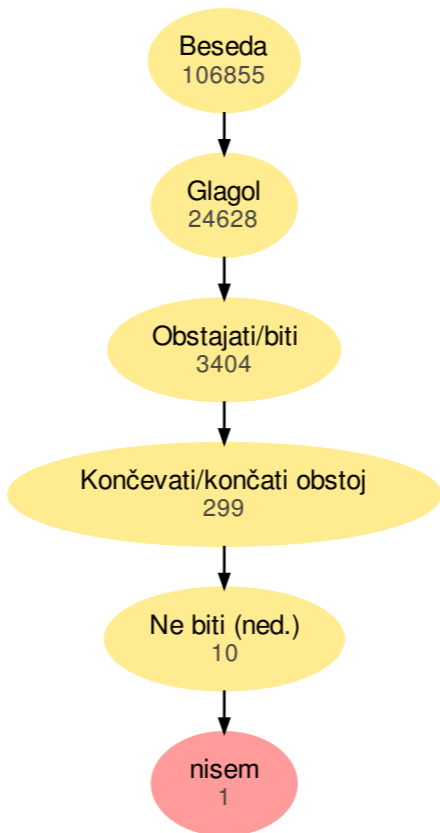 Beseda
106855
Glagol
24628
Obstajati/biti
3404
Končevati/končati obstoj
299
Ne biti (ned.)
10
nisem
1